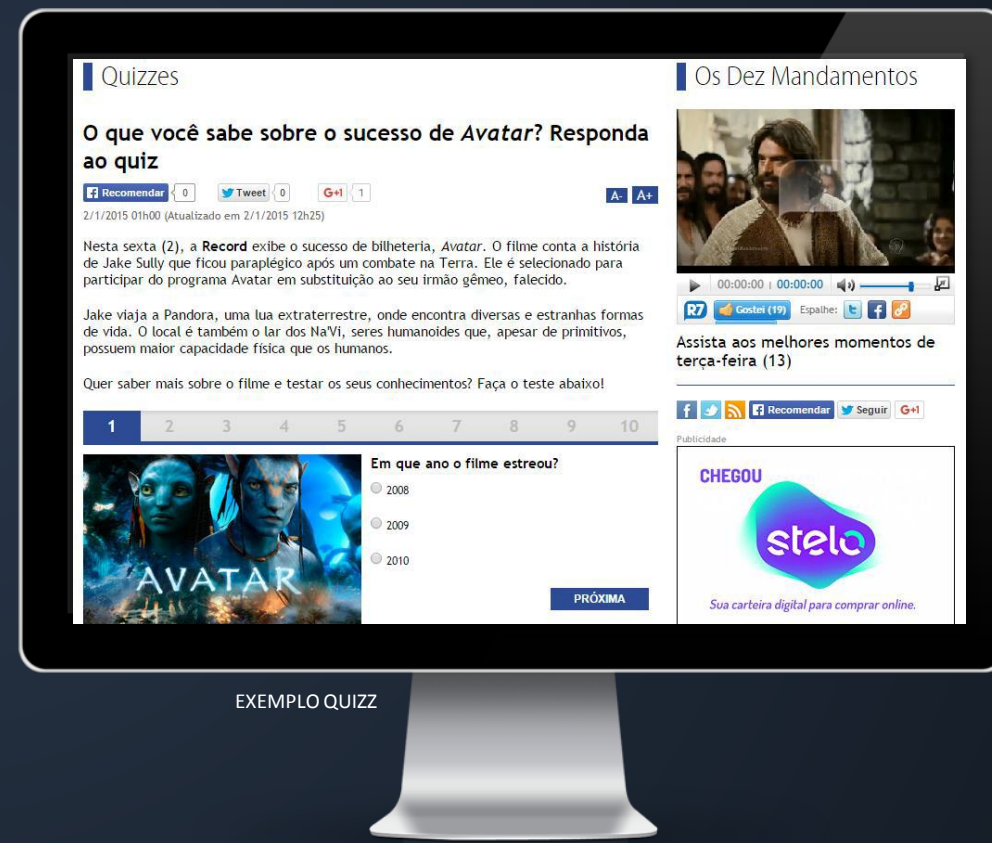 Quizzes
O que você sabe sobre o sucesso de Avatar? Responda
ao quiz
Recomendar 0 Tweet 0 G+1 1
A- A+
2/1/2015 01h00 (Atualizado em 2/1/2015 12h25)
Nesta sexta (2), a Record exibe o sucesso de bilheteria, Avatar. O filme conta a história
de Jake Sully que ficou paraplégico após um combate na Terra. Ele é selecionado para
participar do programa Avatar em substituição ao seu irmão gêmeo, falecido.
Jake viaja a Pandora, uma lua extraterrestre, onde encontra diversas e estranhas formas
de vida. O local é também o lar dos Na'Vi, seres humanoides que, apesar de primitivos,
possuem maior capacidade física que os humanos.
Quer saber mais sobre o filme e testar os seus conhecimentos? Faça o teste abaixo!
1 2 3 4 5 6 7 8 9 10
AVATAR
Em que ano o filme estreou?
2008
2009
2010
PRÓXIMA
Os Dez Mandamentos
00:00:00 | 00:00:00
R7 Gostei (19) Espalhe:
Assista aos melhores momentos de
terça-feira (13)
Recomendar Seguir G+1
Publicidade
CHEGOU
stelo
Sua carteira digital para comprar online.
EXEMPLO QUIZZ